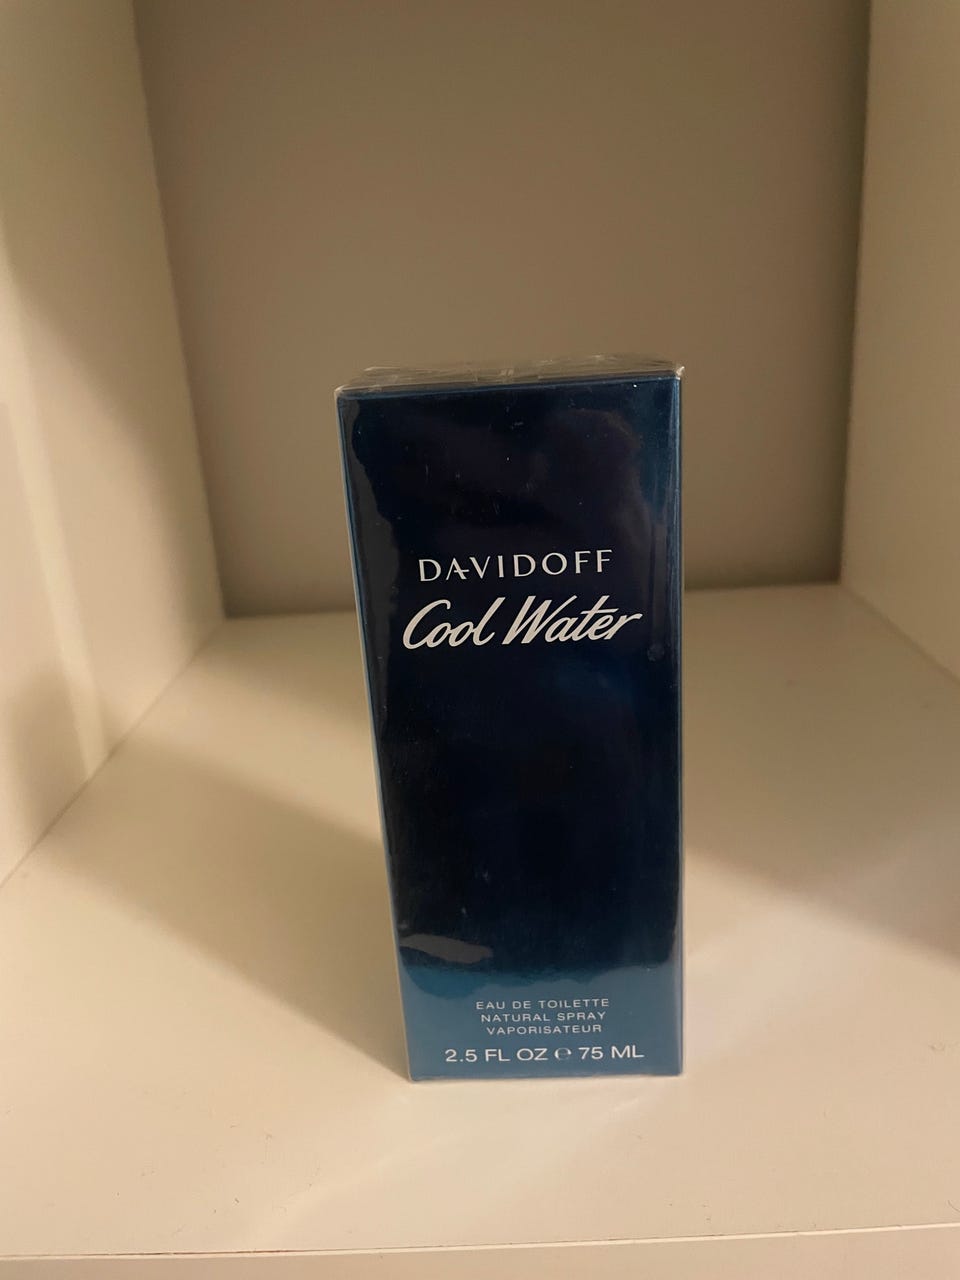 DAVIDOFF
Cool Water
EAU DE TOILETTE
NATURAL SPRAY
VAPORISATEUR
2.5 FL OZ ℮ 75 ML